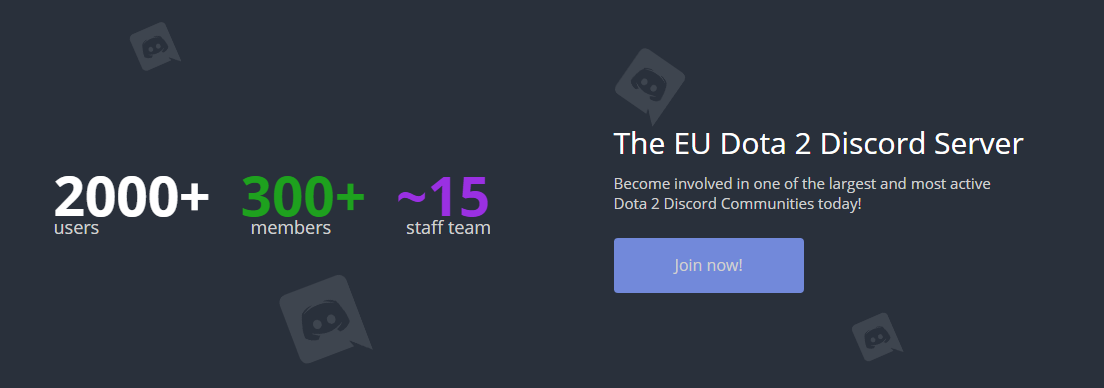 2000+ 300+ ~15
users members staff team
The EU Dota 2 Discord Server
Become involved in one of the largest and most active
Dota 2 Discord Communities today!
Join now!